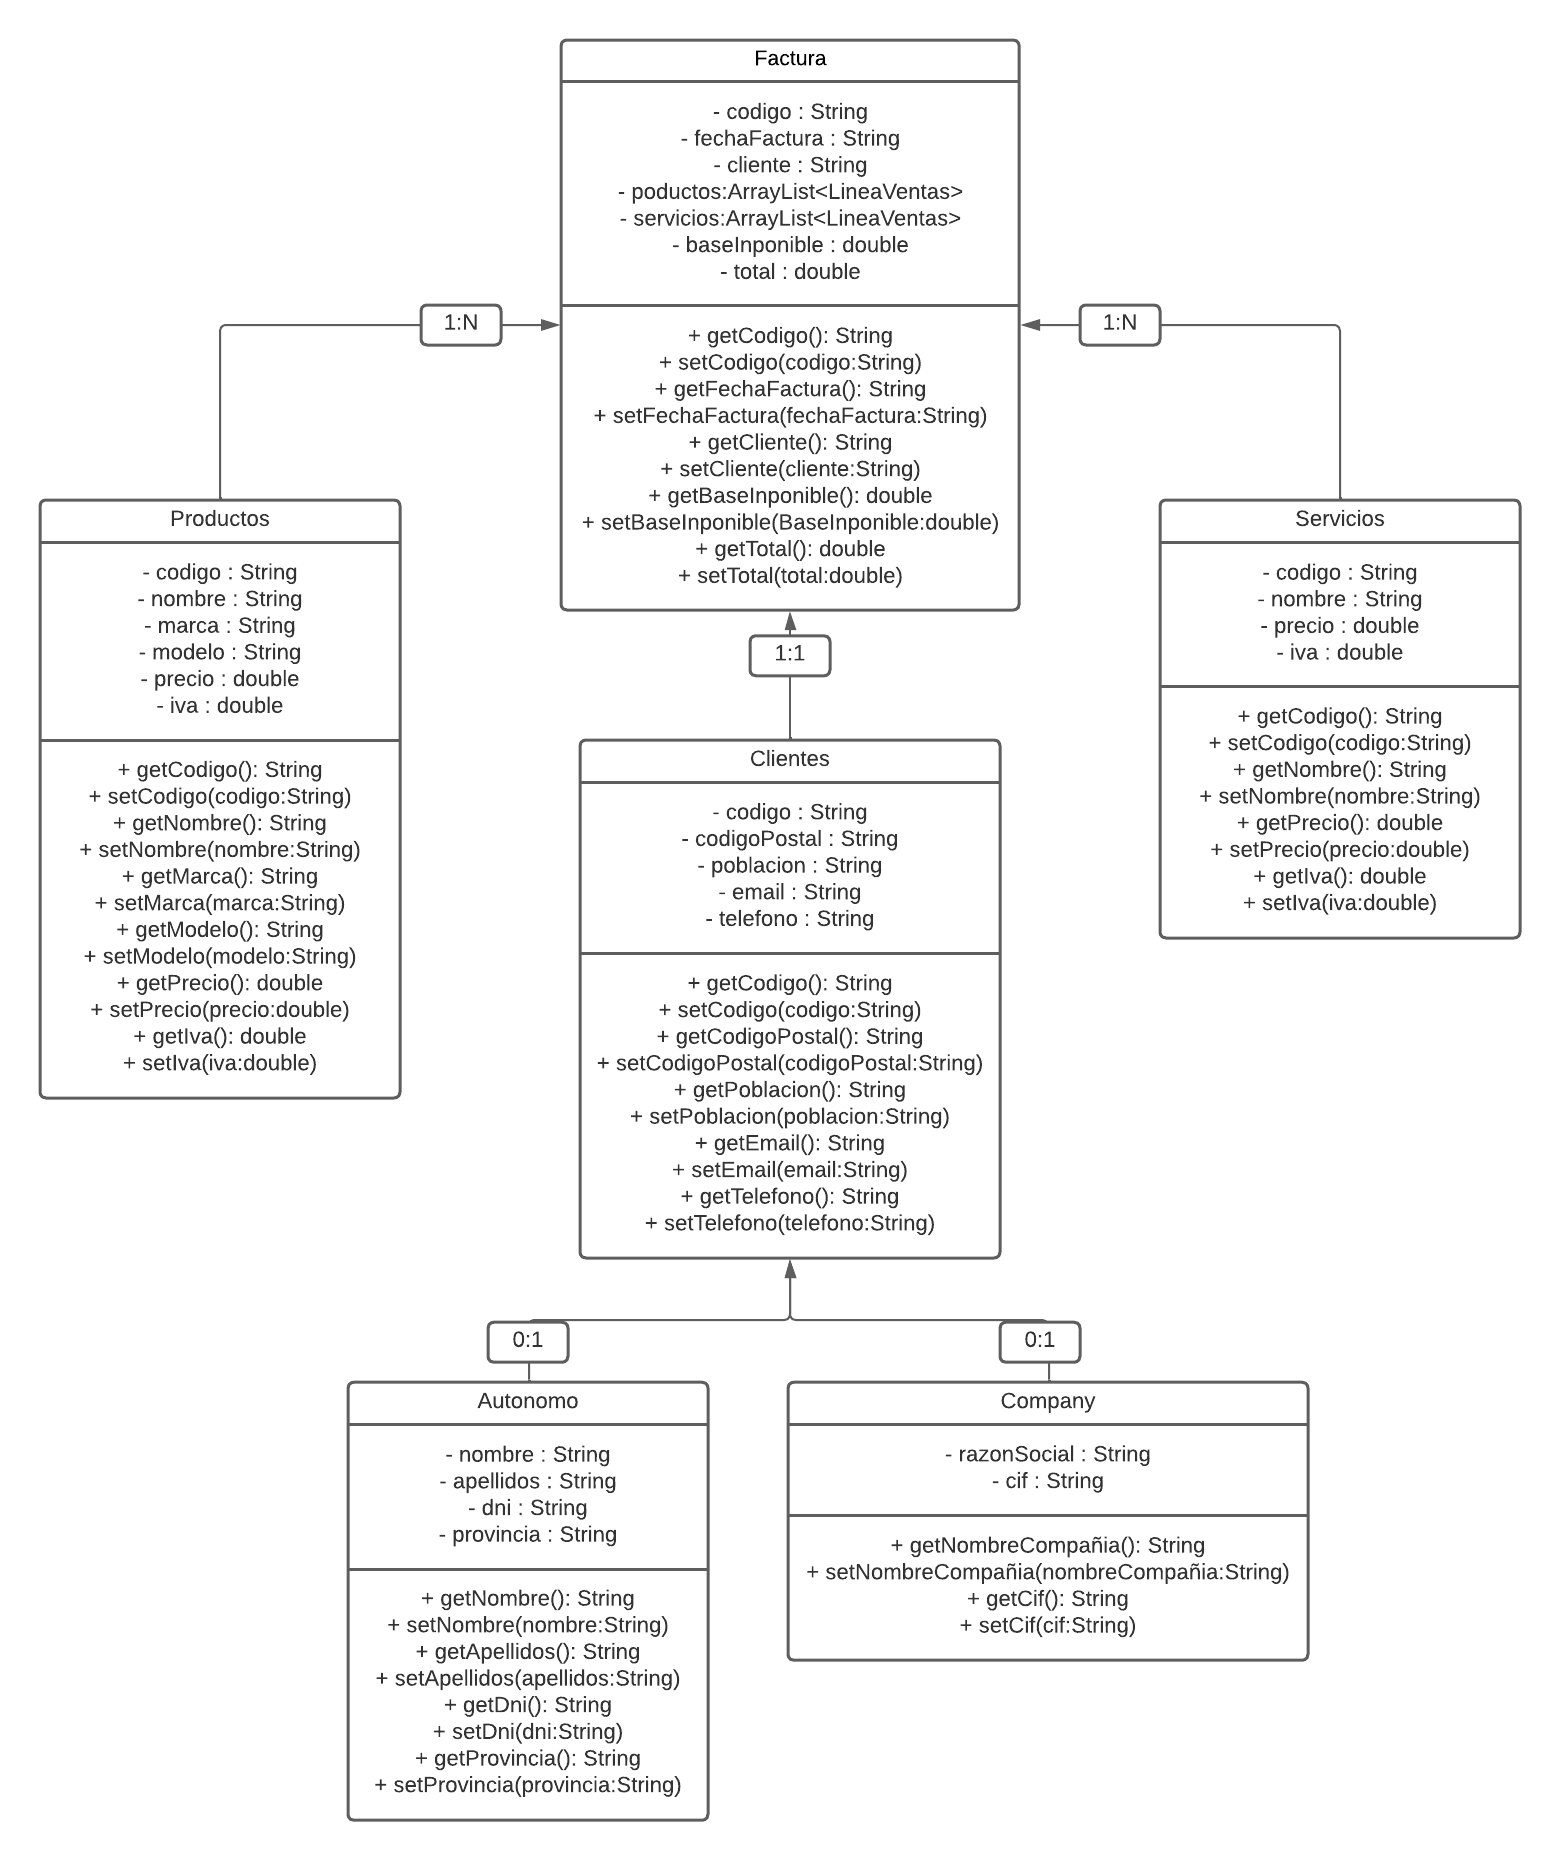 Factura
- codigo : String
- fechaFactura : String
- cliente : String
- poductos:ArrayList<LineaVentas>
- servicios:ArrayList<LineaVentas>
- baseInponible : double
- total : double
+ getCodigo(): String
+ setCodigo(codigo:String)
+ getFechaFactura(): String
+ setFechaFactura(fechaFactura:String)
+ getCliente(): String
+ setCliente(cliente:String)
+ getBaseInponible(): double
+ setBaseInponible(BaseInponible:double)
+ getTotal(): double
+ setTotal(total:double)
1:N
1:N
1:1
Productos
- codigo : String
- nombre : String
- marca : String
- modelo : String
- precio : double
- iva : double
+ getCodigo(): String
+ setCodigo(codigo:String)
+ getNombre(): String
+ setNombre(nombre:String)
+ getMarca(): String
+ setMarca(marca:String)
+ getModelo(): String
+ setModelo(modelo:String)
+ getPrecio(): double
+ setPrecio(precio:double)
+ getIva(): double
+ setIva(iva:double)
Servicios
- codigo : String
- nombre : String
- precio : double
- iva : double
+ getCodigo(): String
+ setCodigo(codigo:String)
+ getNombre(): String
+ setNombre(nombre:String)
+ getPrecio(): double
+ setPrecio(precio:double)
+ getIva(): double
+ setIva(iva:double)
Clientes
- codigo : String
- codigoPostal : String
- poblacion : String
- email : String
- telefono : String
+ getCodigo(): String
+ setCodigo(codigo:String)
+ getCodigoPostal(): String
+ setCodigoPostal(codigoPostal:String)
+ getPoblacion(): String
+ setPoblacion(poblacion:String)
+ getEmail(): String
+ setEmail(email:String)
+ getTelefono(): String
+ setTelefono(telefono:String)
0:1
0:1
Autonomo
- nombre : String
- apellidos : String
- dni : String
- provincia : String
+ getNombre(): String
+ setNombre(nombre:String)
+ getApellidos(): String
+ setApellidos(apellidos:String)
+ getDni(): String
+ setDni(dni:String)
+ getProvincia(): String
+ setProvincia(provincia:String)
Company
- razonSocial : String
- cif : String
+ getNombreCompañia(): String
+ setNombreCompañia(nombreCompañia:String)
+ getCif(): String
+ setCif(cif:String)